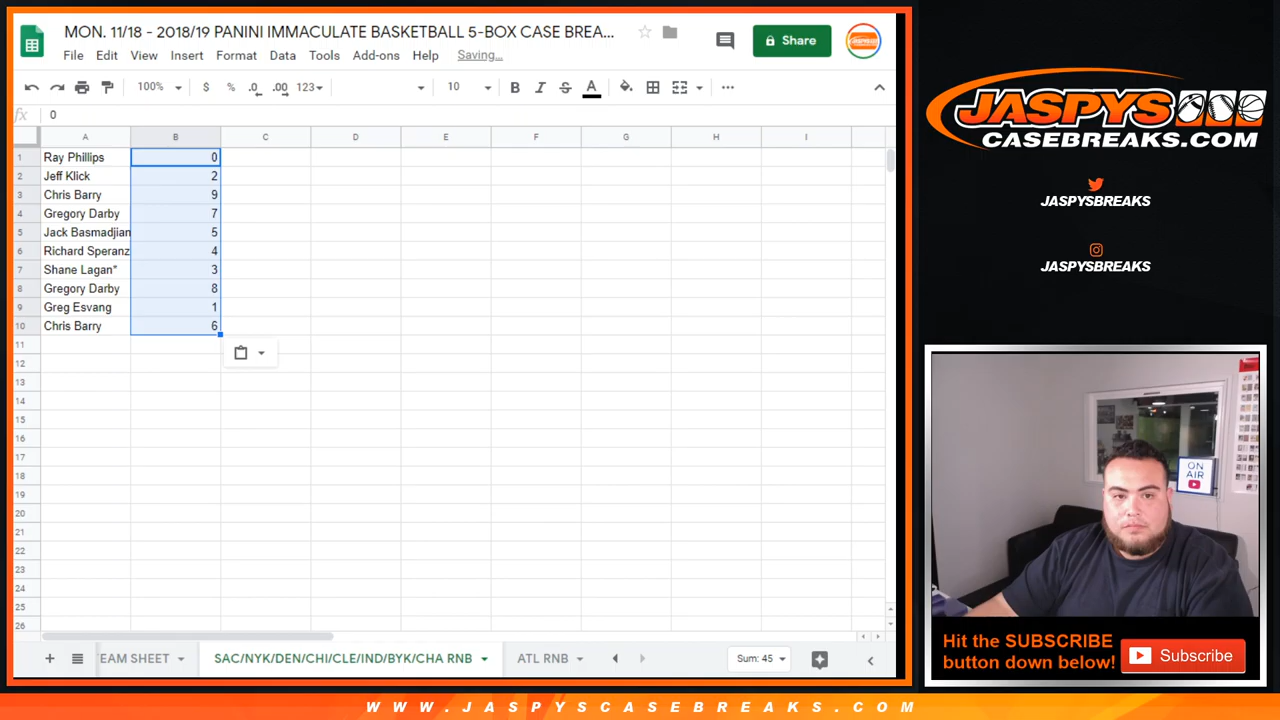 MON. 11/18 - 2018/19 PANINI IMMACULATE BASKETBALL 5-BOX CASE BREA...
File Edit View Insert Format Data Tools Add-ons Help Saving...
Share
100% $ % .0 .00 123 10 B I S A
fx 0
A B C D E F G H I
1 Ray Phillips 0
2 Jeff Klick 2
3 Chris Barry 9
4 Gregory Darby 7
5 Jack Basmadjian 5
6 Richard Speranz 4
7 Shane Lagan* 3
8 Gregory Darby 8
9 Greg Esvang 1
10 Chris Barry 6
11
12
13
14
15
16
17
18
19
20
21
22
23
24
25
26
EAM SHEET SAC/NYK/DEN/CHI/CLE/IND/BYK/CHA RNB ATL RNB Sum: 45
JASPYS
CASEBREAKS.COM
JASPYSBREAKS
JASPYSBREAKS
ON
AIR
Hit the SUBSCRIBE
button down below!
Subscribe
WWW.JASPYSCASEBREAKS.COM